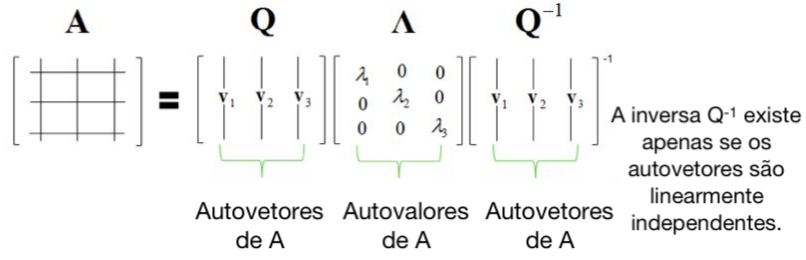 A Q Λ Q⁻¹
= v₁ v₂ v₃ λ₁ 0 0 v₁ v₂ v₃ -1
0 λ₂ 0
0 0 λ₃
A inversa Q-1 existe
apenas se os
autovetores são
linearmente
independentes.
Autovetores Autovalores Autovetores
de A de A de A